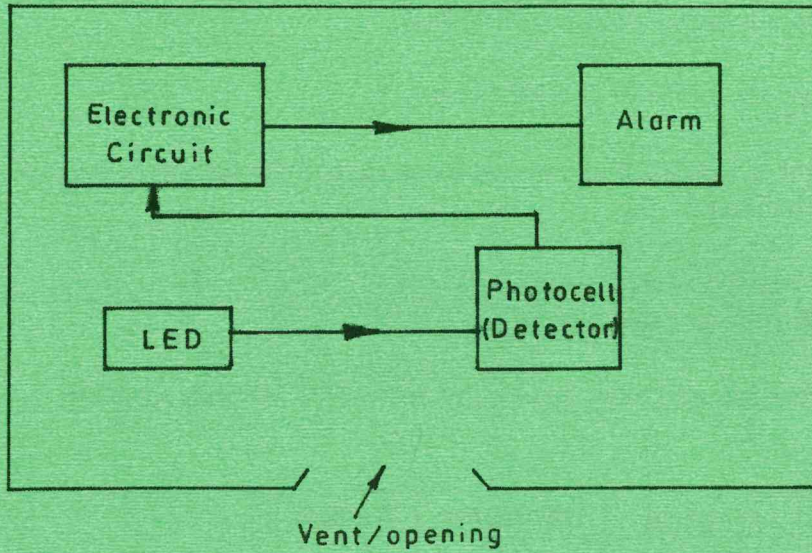 Electronic
Circuit
Alarm
Photocell
(Detector)
LED
Vent/opening